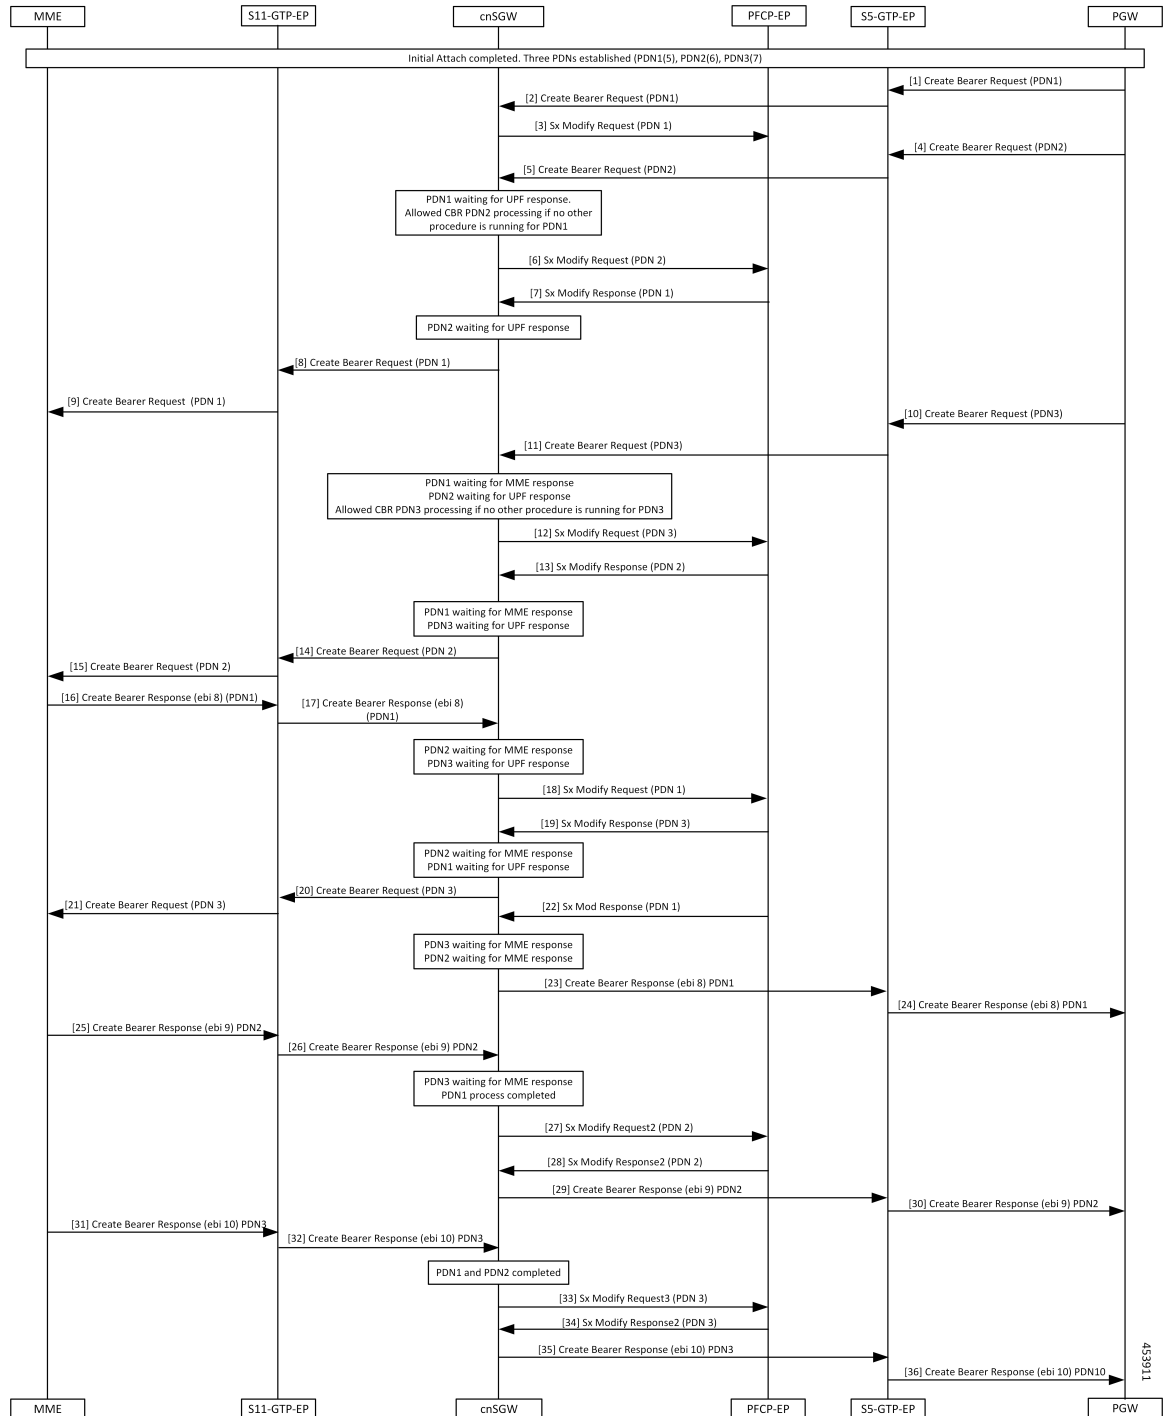 MME
S11-GTP-EP
cnSGW
PFCP-EP
S5-GTP-EP
PGW
Initial Attach completed. Three PDNs established (PDN1(5), PDN2(6), PDN3(7)
[1] Create Bearer Request (PDN1)
[2] Create Bearer Request (PDN1)
[3] Sx Modify Request (PDN 1)
[4] Create Bearer Request (PDN2)
[5] Create Bearer Request (PDN2)
PDN1 waiting for UPF response.
Allowed CBR PDN2 processing if no other
procedure is running for PDN1
[6] Sx Modify Request (PDN 2)
[7] Sx Modify Response (PDN 1)
PDN2 waiting for UPF response
[8] Create Bearer Request (PDN 1)
[9] Create Bearer Request  (PDN 1)
[10] Create Bearer Request (PDN3)
[11] Create Bearer Request (PDN3)
PDN1 waiting for MME response
PDN2 waiting for UPF response
Allowed CBR PDN3 processing if no other procedure is running for PDN3
[12] Sx Modify Request (PDN 3)
[13] Sx Modify Response (PDN 2)
PDN1 waiting for MME response
PDN3 waiting for UPF response
[14] Create Bearer Request (PDN 2)
[15] Create Bearer Request (PDN 2)
[16] Create Bearer Response (ebi 8) (PDN1)
[17] Create Bearer Response (ebi 8)
(PDN1)
PDN2 waiting for MME response
PDN3 waiting for UPF response
[18] Sx Modify Request (PDN 1)
[19] Sx Modify Response (PDN 3)
PDN2 waiting for MME response
PDN1 waiting for UPF response
[20] Create Bearer Request (PDN 3)
[21] Create Bearer Request (PDN 3)
[22] Sx Mod Response (PDN 1)
PDN3 waiting for MME response
PDN2 waiting for MME response
[23] Create Bearer Response (ebi 8) PDN1
[24] Create Bearer Response (ebi 8) PDN1
[25] Create Bearer Response (ebi 9) PDN2
[26] Create Bearer Response (ebi 9) PDN2
PDN3 waiting for MME response
PDN1 process completed
[27] Sx Modify Request2 (PDN 2)
[28] Sx Modify Response2 (PDN 2)
[29] Create Bearer Response (ebi 9) PDN2
[30] Create Bearer Response (ebi 9) PDN2
[31] Create Bearer Response (ebi 10) PDN3
[32] Create Bearer Response (ebi 10) PDN3
PDN1 and PDN2 completed
[33] Sx Modify Request3 (PDN 3)
[34] Sx Modify Response2 (PDN 3)
[35] Create Bearer Response (ebi 10) PDN3
[36] Create Bearer Response (ebi 10) PDN10
453911
MME
S11-GTP-EP
cnSGW
PFCP-EP
S5-GTP-EP
PGW